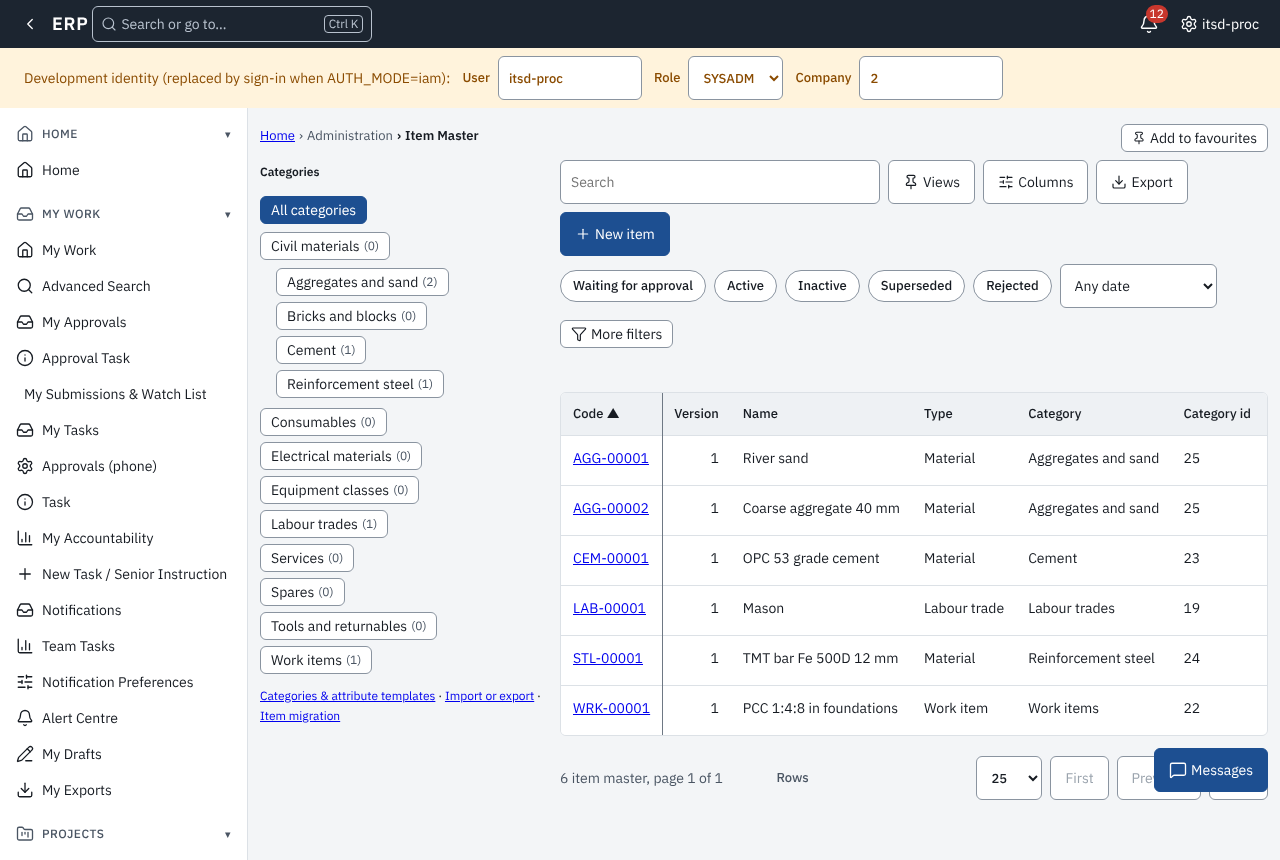 ERP
Search or go to...
Ctrl K
12
itsd-proc
Development identity (replaced by sign-in when AUTH_MODE=iam): User itsd-proc Role SYSADM Company 2
HOME
Home
MY WORK
My Work
Advanced Search
My Approvals
Approval Task
My Submissions & Watch List
My Tasks
Approvals (phone)
Task
My Accountability
New Task / Senior Instruction
Notifications
Team Tasks
Notification Preferences
Alert Centre
My Drafts
My Exports
PROJECTS
Home › Administration › Item Master
Add to favourites
Categories
All categories
Civil materials (0)
Aggregates and sand (2)
Bricks and blocks (0)
Cement (1)
Reinforcement steel (1)
Consumables (0)
Electrical materials (0)
Equipment classes (0)
Labour trades (1)
Services (0)
Spares (0)
Tools and returnables (0)
Work items (1)
Categories & attribute templates · Import or export ·
Item migration
Search
Views
Columns
Export
New item
Waiting for approval
Active
Inactive
Superseded
Rejected
Any date
More filters
Code ▲ Version Name Type Category Category id
AGG-00001 1 River sand Material Aggregates and sand 25
AGG-00002 1 Coarse aggregate 40 mm Material Aggregates and sand 25
CEM-00001 1 OPC 53 grade cement Material Cement 23
LAB-00001 1 Mason Labour trade Labour trades 19
STL-00001 1 TMT bar Fe 500D 12 mm Material Reinforcement steel 24
WRK-00001 1 PCC 1:4:8 in foundations Work item Work items 22
6 item master, page 1 of 1
Rows
25
First
Messages